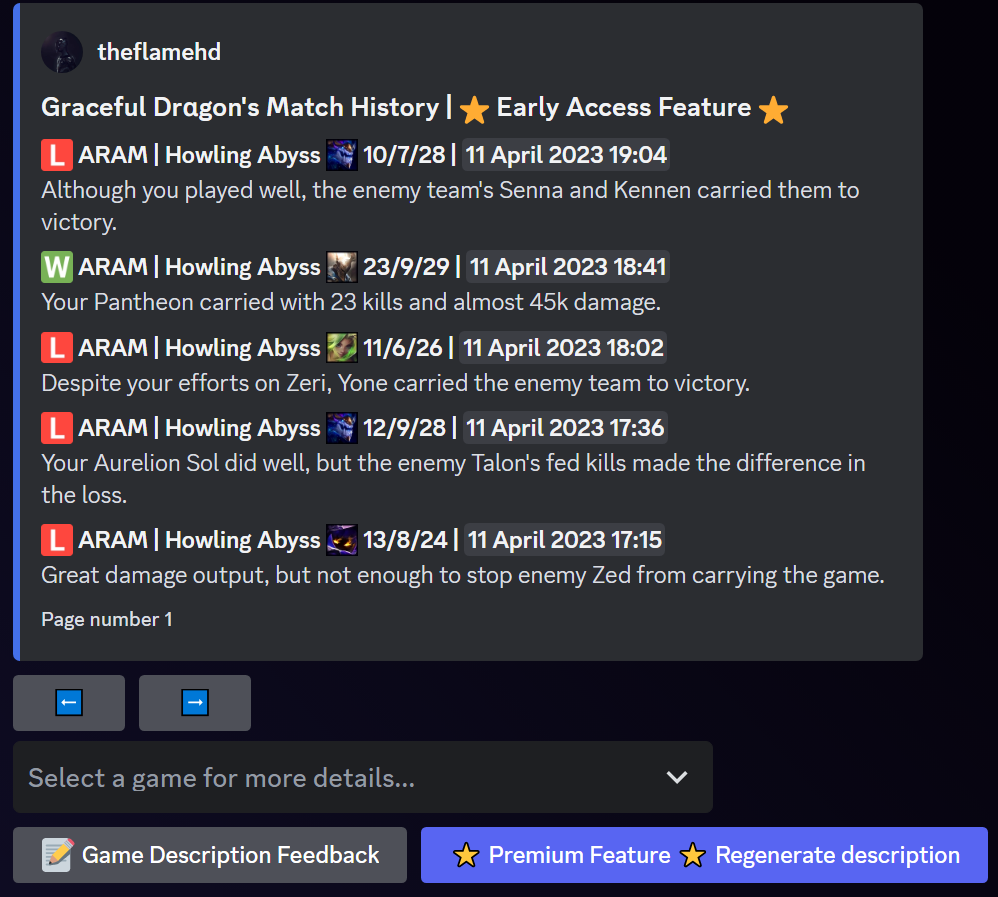 theflamehd
Graceful Drαgon's Match History | ⭐ Early Access Feature ⭐
L ARAM | Howling Abyss 10/7/28 | 11 April 2023 19:04
Although you played well, the enemy team's Senna and Kennen carried them to
victory.
W ARAM | Howling Abyss 23/9/29 | 11 April 2023 18:41
Your Pantheon carried with 23 kills and almost 45k damage.
L ARAM | Howling Abyss 11/6/26 | 11 April 2023 18:02
Despite your efforts on Zeri, Yone carried the enemy team to victory.
L ARAM | Howling Abyss 12/9/28 | 11 April 2023 17:36
Your Aurelion Sol did well, but the enemy Talon's fed kills made the difference in
the loss.
L ARAM | Howling Abyss 13/8/24 | 11 April 2023 17:15
Great damage output, but not enough to stop enemy Zed from carrying the game.
Page number 1
Select a game for more details...
📝 Game Description Feedback
⭐ Premium Feature ⭐ Regenerate description